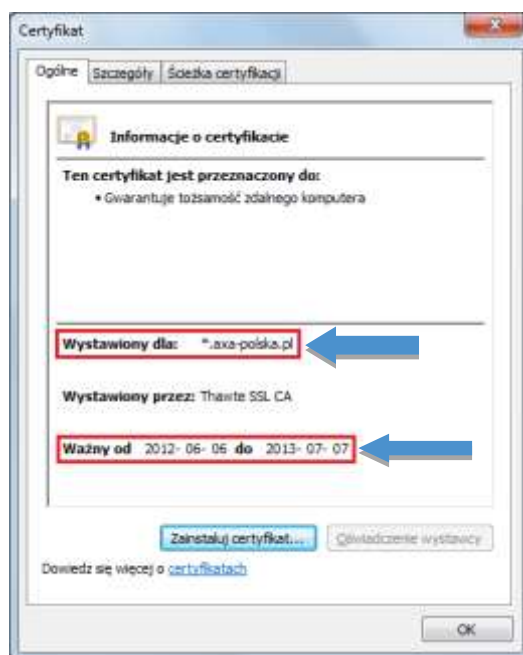 Certyfikat
Ogólne Szczegóły Ścieżka certyfikacji
Informacje o certyfikacie
Ten certyfikat jest przeznaczony do:
• Gwarantuje tożsamość zdalnego komputera
Wystawiony dla: *.axa-polska.pl
Wystawiony przez: Thawte SSL CA
Ważny od 2012- 06- 06 do 2013- 07- 07
Zainstaluj certyfikat... Oświadczenie wystawcy
Dowiedz się więcej o certyfikatach
OK